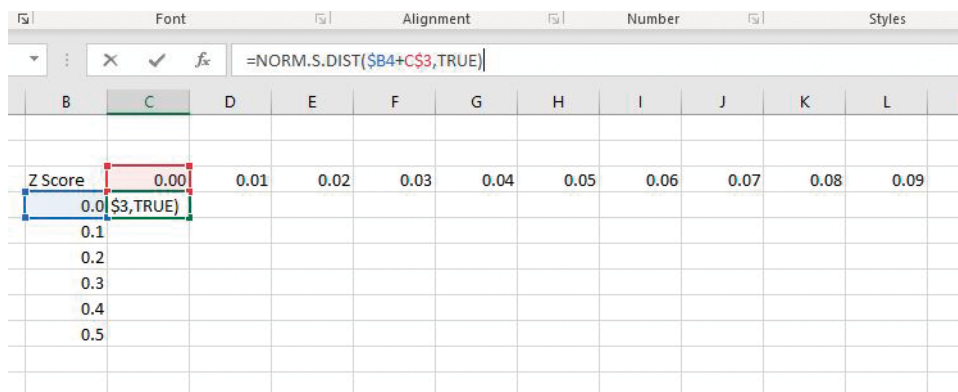 Font Alignment Number Styles
fx =NORM.S.DIST($B4+C$3,TRUE)
B C D E F G H I J K L
Z Score 0.00 0.01 0.02 0.03 0.04 0.05 0.06 0.07 0.08 0.09
0.0 $3,TRUE)
0.1
0.2
0.3
0.4
0.5